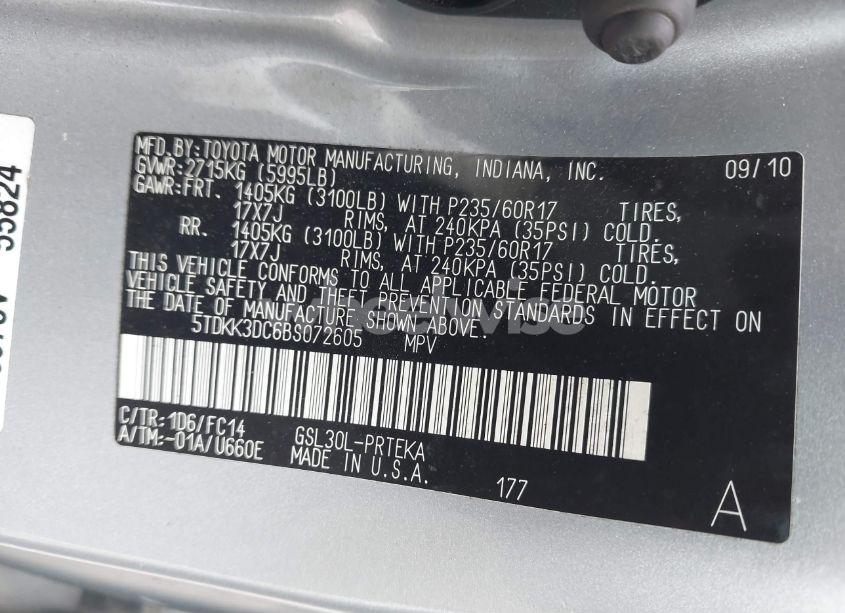 MFD.BY:TOYOTA MOTOR MANUFACTURING, INDIANA, INC. 09/10
GVWR:2715KG (5995LB)
GAWR:FRT. 1405KG (3100LB) WITH P235/60R17 TIRES,
17X7J RIMS, AT 240KPA (35PSI) COLD.
RR. 1405KG (3100LB) WITH P235/60R17 TIRES,
17X7J RIMS, AT 240KPA (35PSI) COLD.
THIS VEHICLE CONFORMS TO ALL APPLICABLE FEDERAL MOTOR
VEHICLE SAFETY AND THEFT PREVENTION STANDARDS IN EFFECT ON
THE DATE OF MANUFACTURE SHOWN ABOVE.
5TDKK3DC6BS072605 MPV
C/TR:1D6/FC14
A/TM:-01A/U660E
GSL30L-PRTEKA
MADE IN U.S.A.
177
A
55824